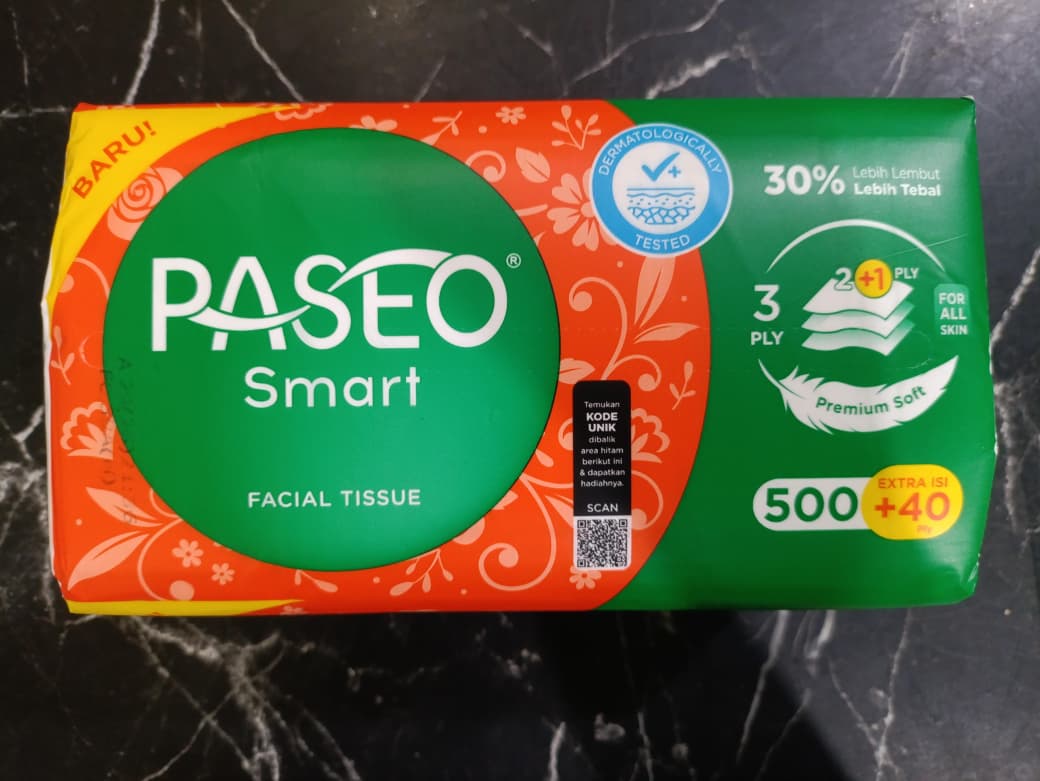 BARU!
PASEO®
Smart
FACIAL TISSUE
DERMATOLOGICALLY
TESTED
30% Lebih Lembut
Lebih Tebal
2+1 PLY
3
PLY
FOR
ALL
SKIN
Premium Soft
Temukan
KODE
UNIK
dibalik
area hitam
berikut ini
& dapatkan
hadiahnya.
SCAN
500
EXTRA ISI
+40
Ply